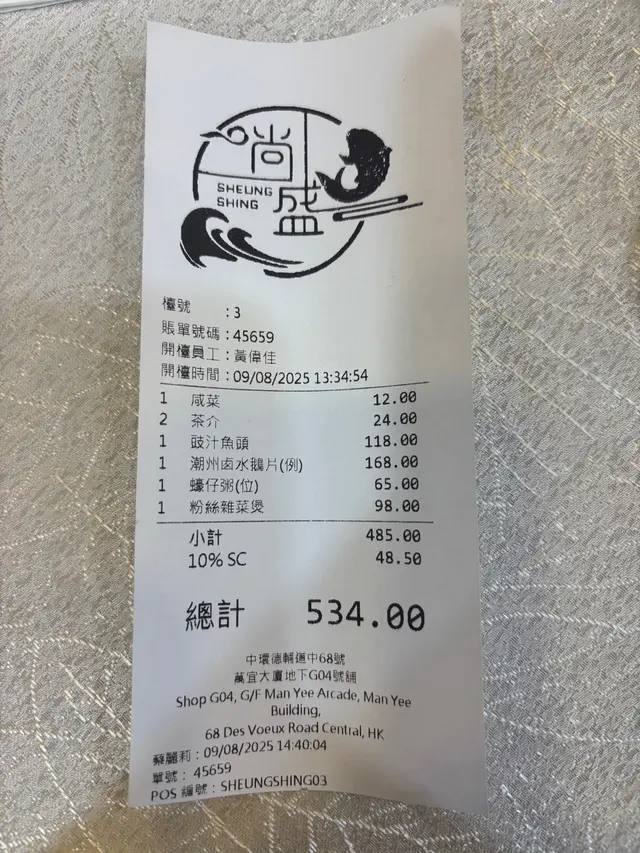 尚盛
SHEUNG
SHING
檯號 : 3
賬單號碼 : 45659
開檯員工 : 黃偉佳
開檯時間 : 09/08/2025 13:34:54
1 咸菜 12.00
2 茶介 24.00
1 豉汁魚頭 118.00
1 潮州鹵水鵝片(例) 168.00
1 蠔仔粥(位) 65.00
1 粉絲雜菜煲 98.00
小計 485.00
10% SC 48.50
總計 534.00
中環德輔道中68號
萬宜大廈地下G04號舖
Shop G04, G/F Man Yee Arcade, Man Yee
Building,
68 Des Voeux Road Central, HK
蔡麗莉 : 09/08/2025 14:40:04
單號 : 45659
POS 編號 : SHEUNGSHING03